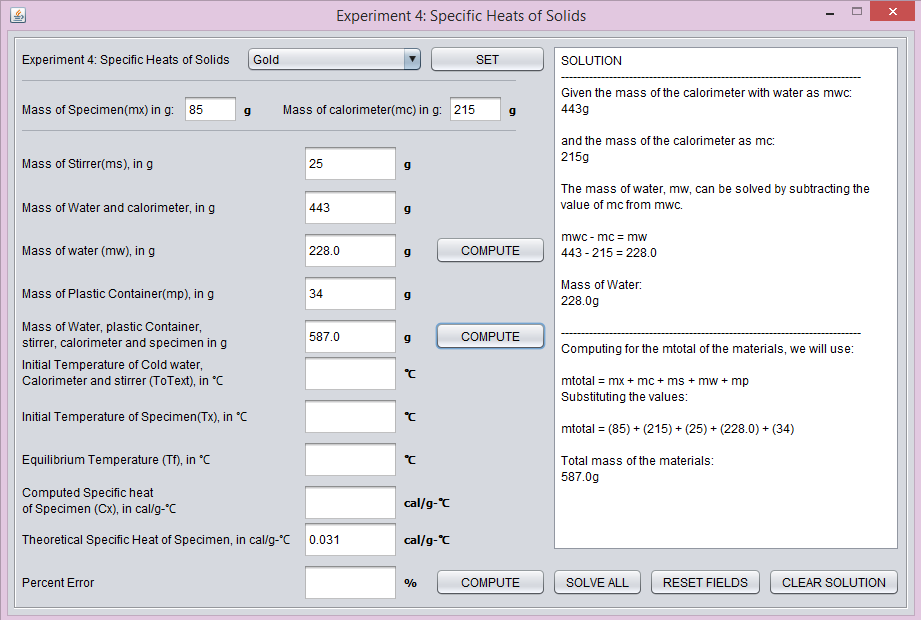 Experiment 4: Specific Heats of Solids
Experiment 4: Specific Heats of Solids Gold SET
Mass of Specimen(mx) in g: 85 g Mass of calorimeter(mc) in g: 215 g
Mass of Stirrer(ms), in g 25 g
Mass of Water and calorimeter, in g 443 g
Mass of water (mw), in g 228.0 g COMPUTE
Mass of Plastic Container(mp), in g 34 g
Mass of Water, plastic Container,
stirrer, calorimeter and specimen in g 587.0 g COMPUTE
Initial Temperature of Cold water,
Calorimeter and stirrer (ToText), in ℃ ℃
Initial Temperature of Specimen(Tx), in ℃ ℃
Equilibrium Temperature (Tf), in ℃ ℃
Computed Specific heat
of Specimen (Cx), in cal/g-℃ cal/g-℃
Theoretical Specific Heat of Specimen, in cal/g-℃ 0.031 cal/g-℃
Percent Error % COMPUTE
SOLUTION
--------------------------------------------------------------------------------
Given the mass of the calorimeter with water as mwc:
443g
and the mass of the calorimeter as mc:
215g
The mass of water, mw, can be solved by subtracting the
value of mc from mwc.
mwc - mc = mw
443 - 215 = 228.0
Mass of Water:
228.0g
--------------------------------------------------------------------------------
Computing for the mtotal of the materials, we will use:
mtotal = mx + mc + ms + mw + mp
Substituting the values:
mtotal = (85) + (215) + (25) + (228.0) + (34)
Total mass of the materials:
587.0g
SOLVE ALL RESET FIELDS CLEAR SOLUTION